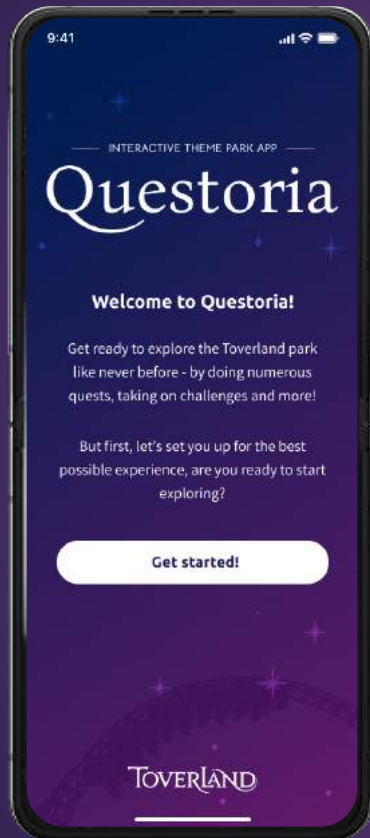 9:41
INTERACTIVE THEME PARK APP
Questoria
Welcome to Questoria!
Get ready to explore the Toverland park
like never before - by doing numerous
quests, taking on challenges and more!
But first, let's set you up for the best
possible experience, are you ready to start
exploring?
Get started!
TOVERLAND